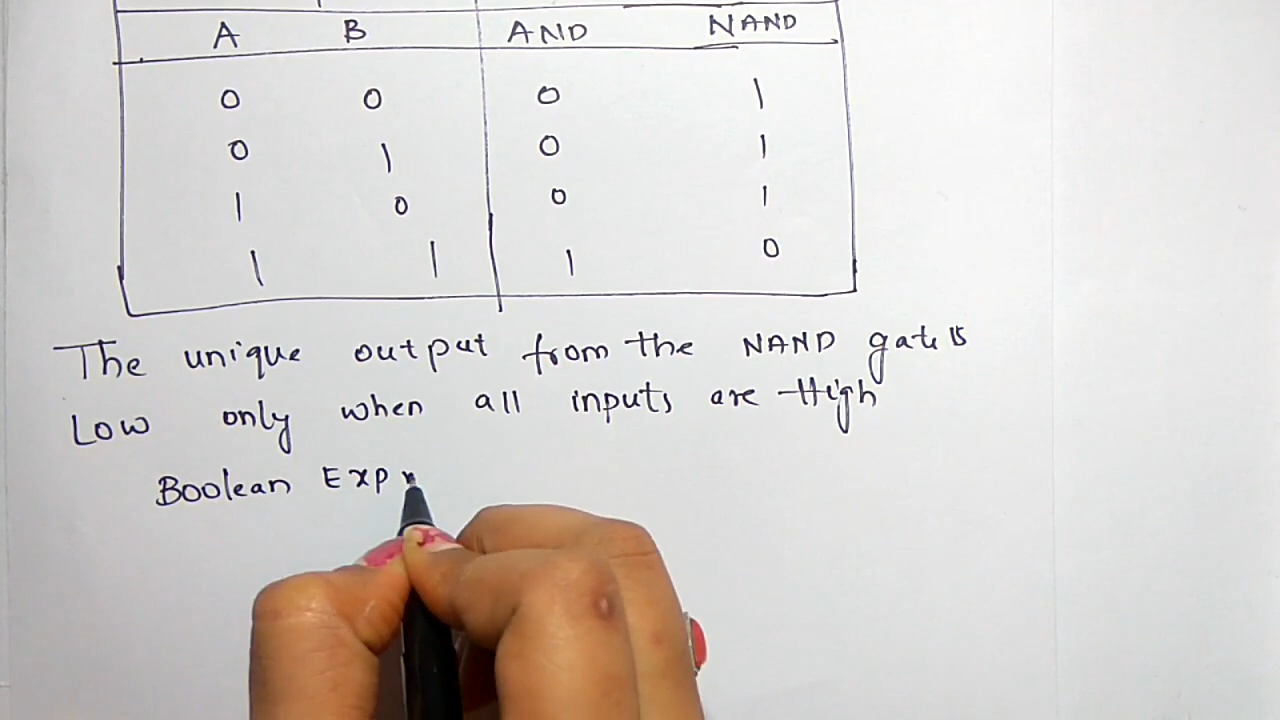 A B AND NAND
0 0 0 1
0 1 0 1
1 0 0 1
1 1 1 0
The unique output from the NAND gate is
Low only when all inputs are High
Boolean Expr